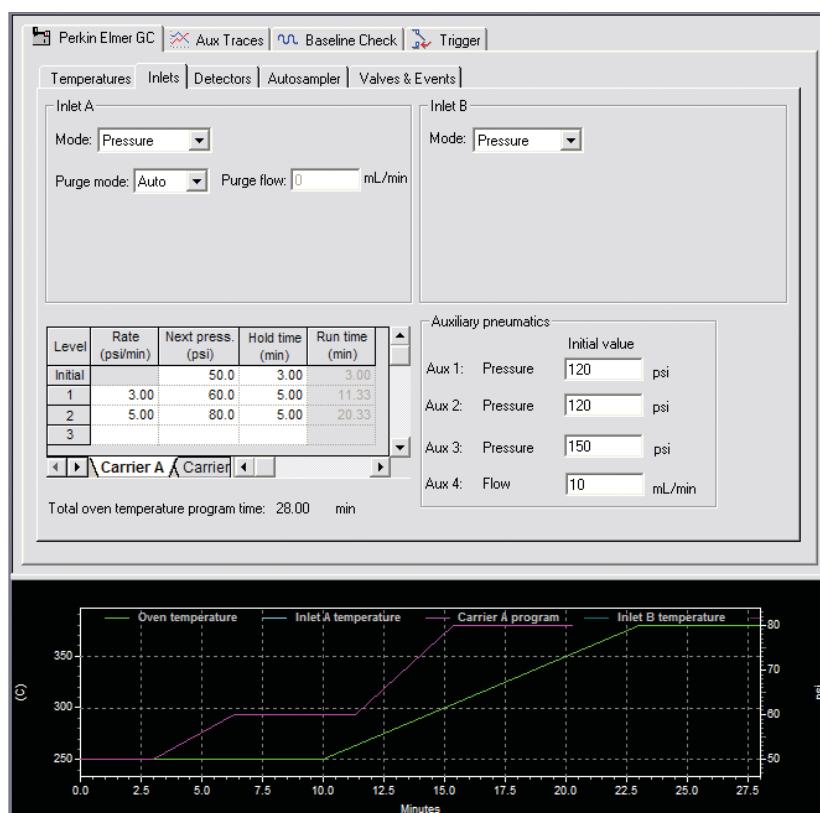 Perkin Elmer GC Aux Traces Baseline Check Trigger
Temperatures Inlets Detectors Autosampler Valves & Events
Inlet A
Mode: Pressure
Purge mode: Auto Purge flow: 0 mL/min
Inlet B
Mode: Pressure
Level Rate (psi/min) Next press. (psi) Hold time (min) Run time (min)
Initial 50.0 3.00 3.00
1 3.00 60.0 5.00 11.33
2 5.00 80.0 5.00 20.33
3
Carrier A Carrier
Total oven temperature program time: 28.00 min
Auxiliary pneumatics
Initial value
Aux 1: Pressure 120 psi
Aux 2: Pressure 120 psi
Aux 3: Pressure 150 psi
Aux 4: Flow 10 mL/min
Oven temperature Inlet A temperature Carrier A program Inlet B temperature
(C)
350
300
250
80
70
60
50
psi
0.0 2.5 5.0 7.5 10.0 12.5 15.0 17.5 20.0 22.5 25.0 27.5
Minutes